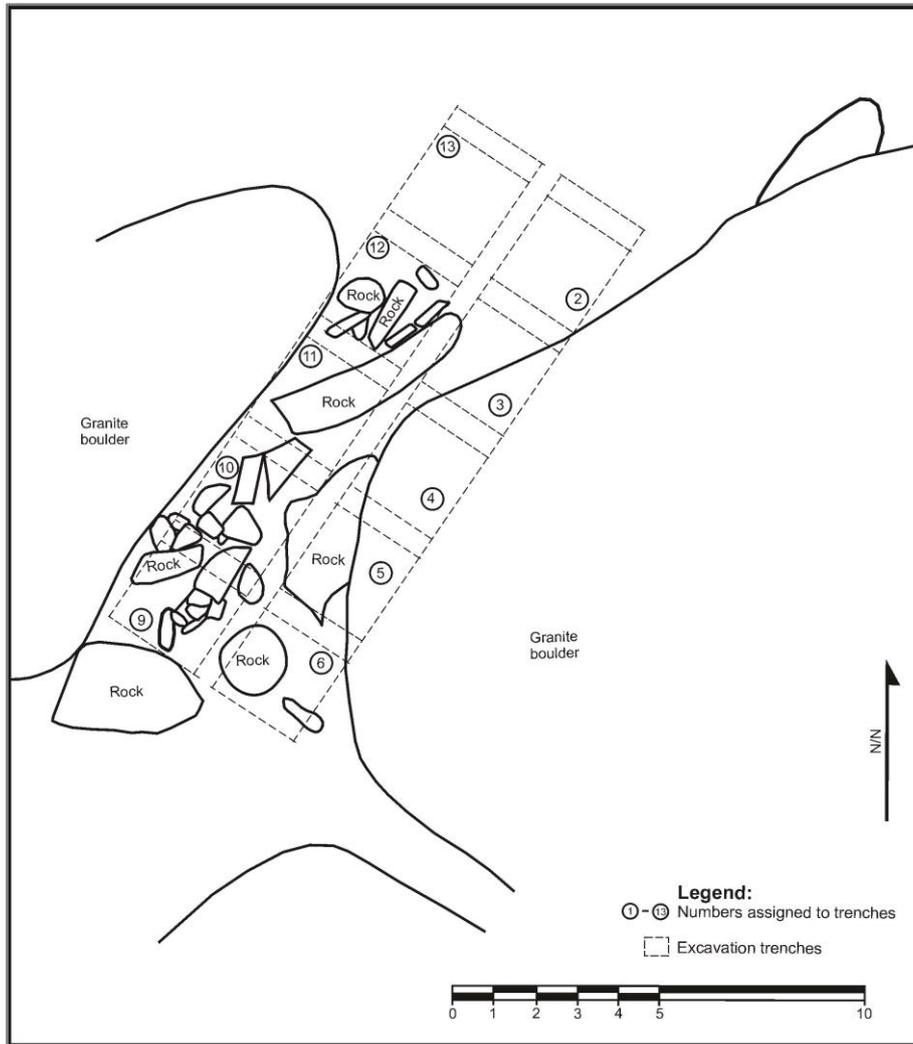 13
12
2
Rock
Rock
11
3
Rock
Granite
boulder
10
4
Rock
Rock
5
9
Granite
boulder
6
Rock
Rock
N/N
Legend:
1 - 13 Numbers assigned to trenches
Excavation trenches
0 1 2 3 4 5 10